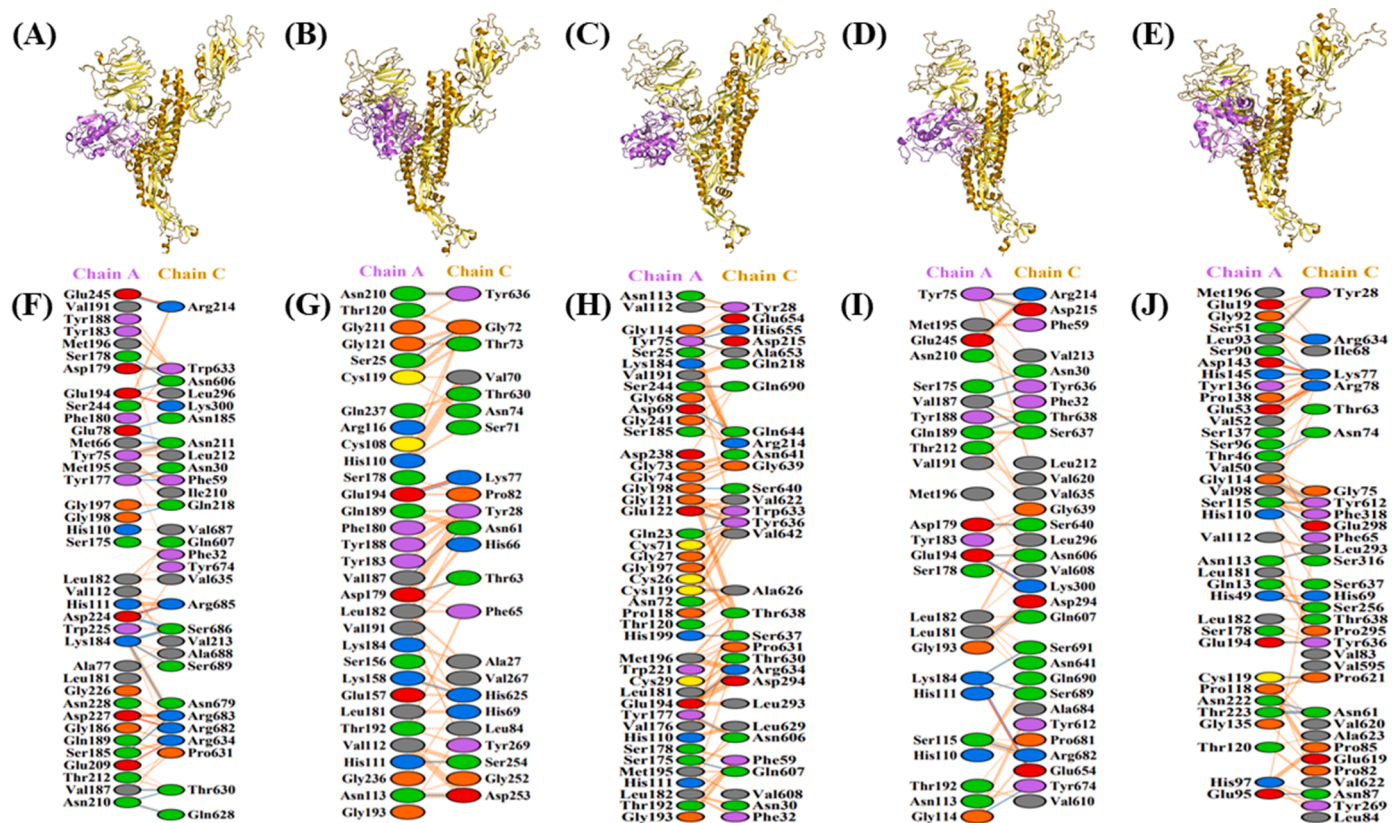 (A)
(B)
(C)
(D)
(E)
(F)
Chain A
Chain C
Glu245
Val191
Tyr188
Tyr183
Met196
Ser178
Asp179
Glu194
Ser244
Phe180
Glu78
Met66
Tyr75
Met195
Tyr177
Gly197
Gly198
His110
Ser175
Leu182
Val112
His111
Asp224
Trp225
Lys184
Ala77
Leu181
Gly226
Asn228
Asp227
Gly186
Gln189
Ser185
Glu209
Thr212
Val187
Asn210
Arg214
Trp633
Asn606
Leu296
Lys300
Asn185
Asn211
Leu212
Asn30
Phe59
Ile210
Gln218
Val687
Gln607
Phe32
Tyr674
Val635
Arg685
Ser686
Val213
Ala688
Ser689
Asn679
Arg683
Arg682
Arg634
Pro631
Thr630
Gln628
(G)
Chain A
Chain C
Asn210
Thr120
Gly211
Gly121
Ser25
Cys119
Gln237
Arg116
Cys108
His110
Ser178
Glu194
Gln189
Phe180
Tyr188
Tyr183
Val187
Asp179
Leu182
Val191
Lys184
Ser156
Lys158
Glu157
Leu181
Thr192
Val112
His111
Gly236
Asn113
Gly193
Tyr636
Gly72
Thr73
Val70
Thr630
Asn74
Ser71
Lys77
Pro82
Tyr28
Asn61
His66
Thr63
Phe65
Ala27
Val267
His625
His69
Leu84
Tyr269
Ser254
Gly252
Asp253
(H)
Chain A
Chain C
Asn113
Val112
Gly114
Tyr75
Ser25
Lys184
Val191
Ser244
Gly68
Asp69
Gly241
Ser185
Asp238
Gly73
Gly74
Gly198
Gly121
Glu122
Gln23
Cys71
Gly27
Gly197
Cys26
Cys119
Asn72
Pro118
Thr120
His199
Met196
Trp221
Cys29
Leu181
Glu194
Tyr177
Val176
His110
Ser178
Ser175
Met195
His111
Leu182
Thr192
Gly193
Tyr28
Glu654
His655
Asp215
Ala653
Gln218
Gln690
Gln644
Arg214
Asn641
Gly639
Ser640
Val622
Trp633
Tyr636
Val642
Ala626
Thr638
Ser637
Pro631
Thr630
Arg634
Asp294
Leu293
Leu629
Asn606
Phe59
Gln607
Val608
Asn30
Phe32
(I)
Chain A
Chain C
Tyr75
Met195
Glu245
Asn210
Ser175
Val187
Tyr188
Gln189
Thr212
Val191
Met196
Asp179
Tyr183
Glu194
Ser178
Leu182
Leu181
Gly193
Lys184
His111
Ser115
His110
Thr192
Asn113
Gly114
Arg214
Asp215
Phe59
Val213
Asn30
Tyr636
Phe32
Thr638
Ser637
Leu212
Val620
Val635
Gly639
Ser640
Leu296
Asn606
Val608
Lys300
Asp294
Gln607
Ser691
Asn641
Gln690
Ser689
Ala684
Tyr612
Pro681
Arg682
Glu654
Tyr674
Val610
(J)
Chain A
Chain C
Met196
Glu19
Gly92
Ser51
Leu93
Ser90
Asp143
His145
Tyr136
Pro138
Glu53
Val52
Ser137
Ser96
Thr46
Val50
Gly114
Val98
Ser115
His110
Val112
Asn113
Leu181
Gln13
His49
Leu182
Ser178
Glu194
Cys119
Pro118
Asn222
Thr223
Gly135
Thr120
His97
Glu95
Tyr28
Arg634
Ile68
Lys77
Arg78
Thr63
Asn74
Gly75
Tyr612
Phe318
Glu298
Phe65
Leu293
Ser316
Ser637
His69
Ser256
Thr638
Pro295
Tyr636
Val83
Val595
Pro621
Asn61
Val620
Ala623
Pro85
Glu619
Pro82
Val622
Asn87
Tyr269
Leu84